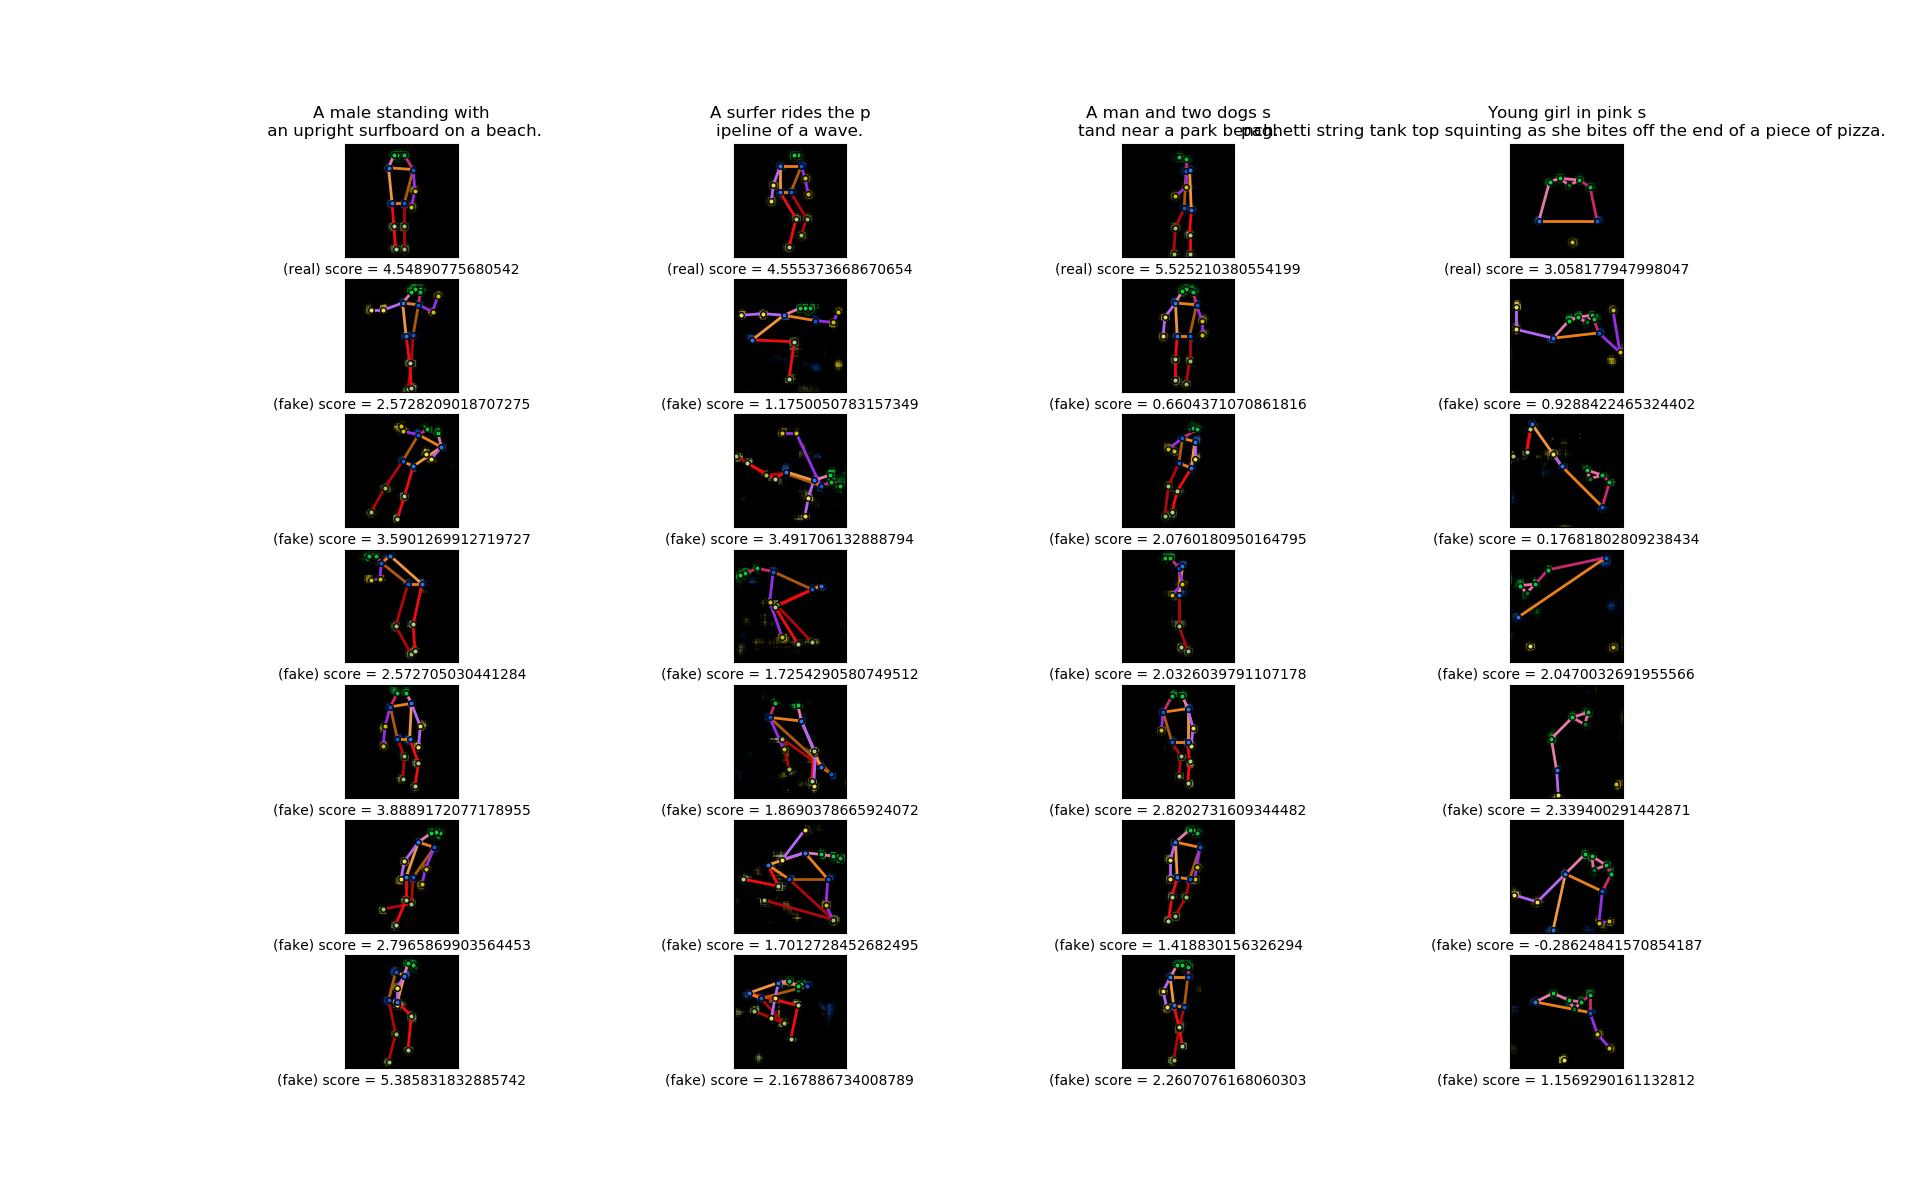 A male standing with
an upright surfboard on a beach.
A surfer rides the p
ipeline of a wave.
A man and two dogs s
tand near a park bench.
Young girl in pink s
paghetti string tank top squinting as she bites off the end of a piece of pizza.
(real) score = 4.54890775680542
(real) score = 4.555373668670654
(real) score = 5.525210380554199
(real) score = 3.058177947998047
(fake) score = 2.5728209018707275
(fake) score = 1.1750050783157349
(fake) score = 0.6604371070861816
(fake) score = 0.9288422465324402
(fake) score = 3.5901269912719727
(fake) score = 3.491706132888794
(fake) score = 2.0760180950164795
(fake) score = 0.17681802809238434
(fake) score = 2.572705030441284
(fake) score = 1.7254290580749512
(fake) score = 2.0326039791107178
(fake) score = 2.0470032691955566
(fake) score = 3.8889172077178955
(fake) score = 1.8690378665924072
(fake) score = 2.8202731609344482
(fake) score = 2.339400291442871
(fake) score = 2.7965869903564453
(fake) score = 1.7012728452682495
(fake) score = 1.418830156326294
(fake) score = -0.28624841570854187
(fake) score = 5.385831832885742
(fake) score = 2.167886734008789
(fake) score = 2.2607076168060303
(fake) score = 1.1569290161132812